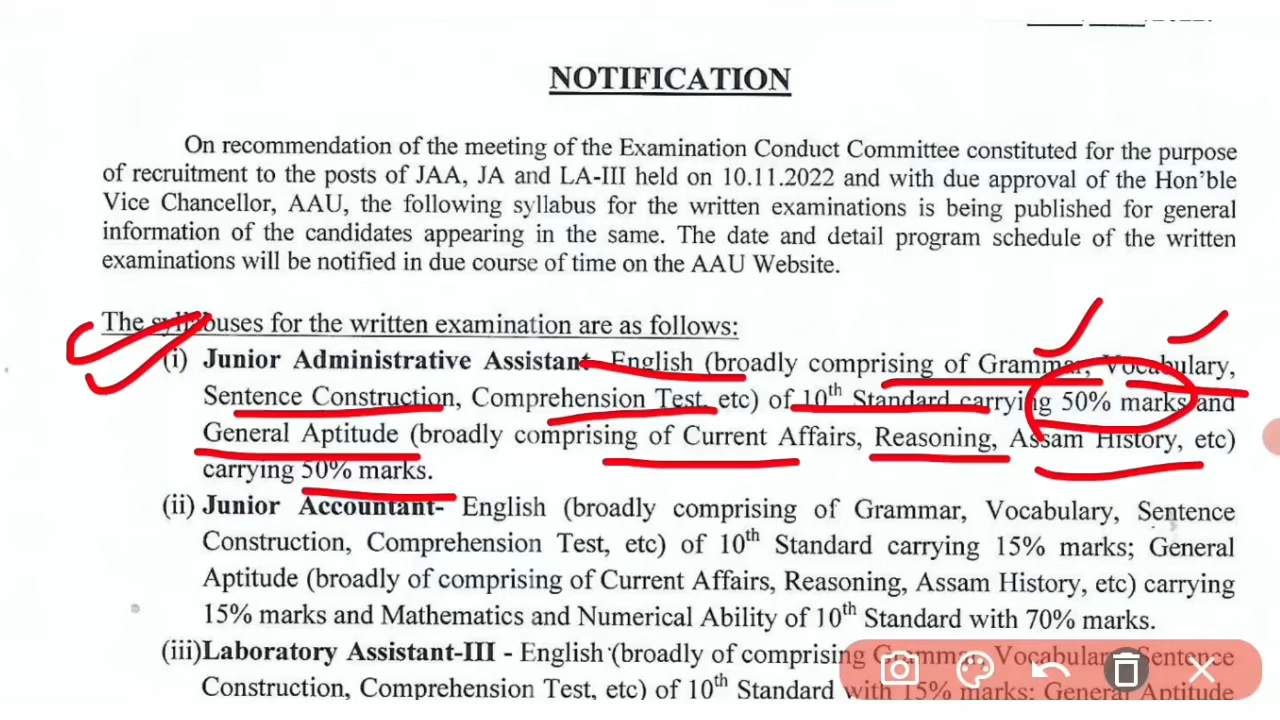 NOTIFICATION
On recommendation of the meeting of the Examination Conduct Committee constituted for the purpose
of recruitment to the posts of JAA, JA and LA-III held on 10.11.2022 and with due approval of the Hon'ble
Vice Chancellor, AAU, the following syllabus for the written examinations is being published for general
information of the candidates appearing in the same. The date and detail program schedule of the written
examinations will be notified in due course of time on the AAU Website.
The syllabuses for the written examination are as follows:
(i) Junior Administrative Assistant- English (broadly comprising of Grammar, Vocabulary,
Sentence Construction, Comprehension Test, etc) of 10th Standard carrying 50% marks and
General Aptitude (broadly comprising of Current Affairs, Reasoning, Assam History, etc)
carrying 50% marks.
(ii) Junior Accountant- English (broadly comprising of Grammar, Vocabulary, Sentence
Construction, Comprehension Test, etc) of 10th Standard carrying 15% marks; General
Aptitude (broadly of comprising of Current Affairs, Reasoning, Assam History, etc) carrying
15% marks and Mathematics and Numerical Ability of 10th Standard with 70% marks.
(iii)Laboratory Assistant-III - English (broadly of comprising Grammar, Vocabulary, Sentence
Construction, Comprehension Test, etc) of 10th Standard with 15% marks; General Aptitude